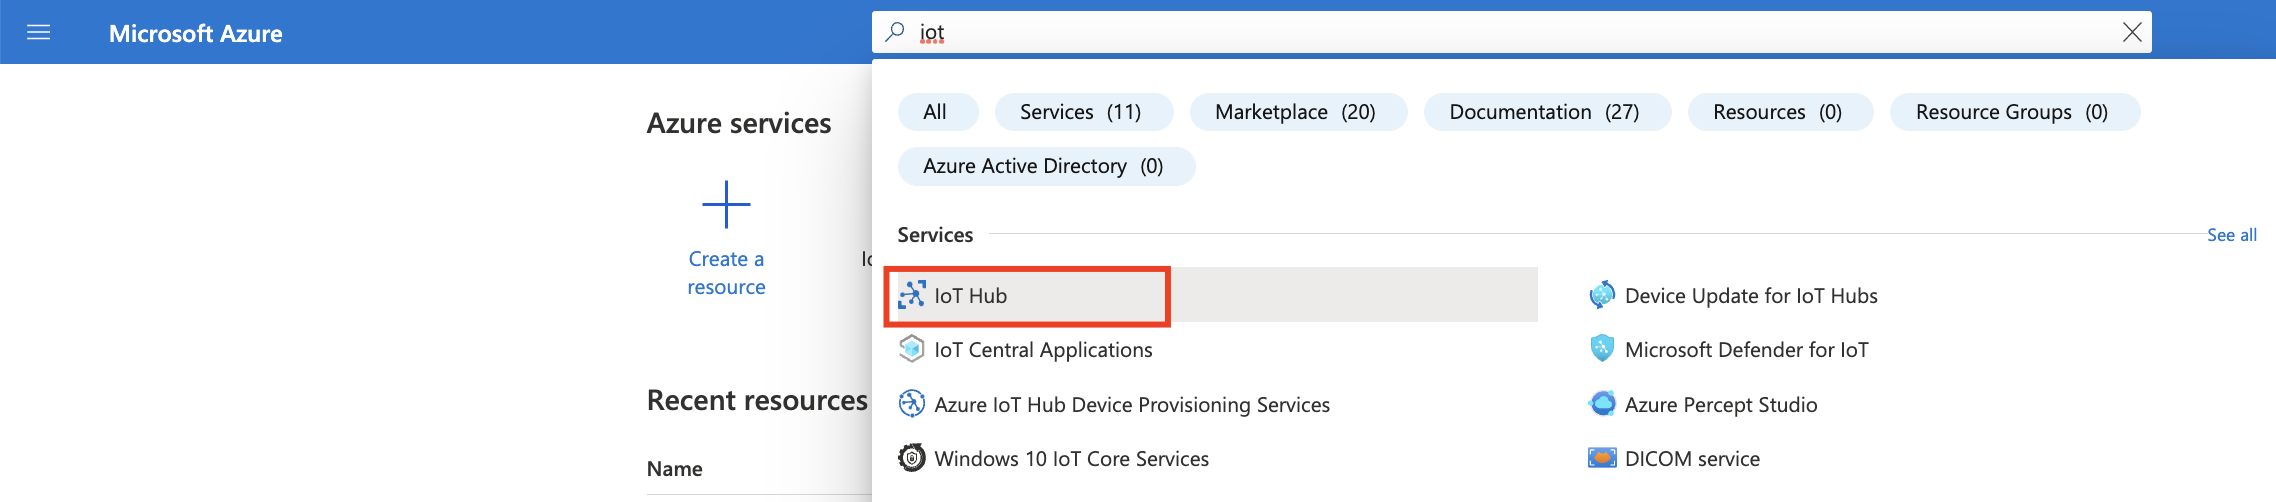 Microsoft Azure
iot
All
Services (11)
Marketplace (20)
Documentation (27)
Resources (0)
Resource Groups (0)
Azure Active Directory (0)
Azure services
Create a
resource
Recent resources
Name
Services
See all
IoT Hub
IoT Central Applications
Azure IoT Hub Device Provisioning Services
Windows 10 IoT Core Services
Device Update for IoT Hubs
Microsoft Defender for IoT
Azure Percept Studio
DICOM service